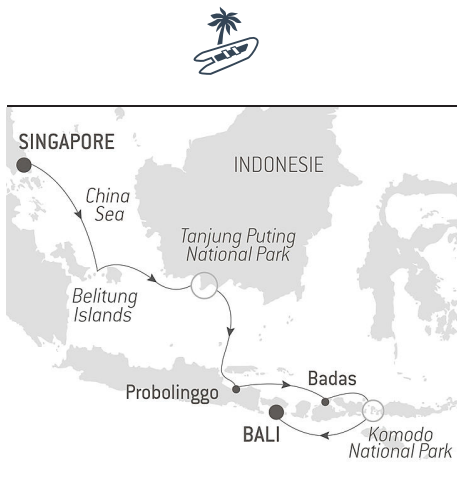 SINGAPORE
INDONESIE
China
Sea
Tanjung Puting
National Park
Belitung
Islands
Probolinggo
Badas
BALI
Komodo
National Park